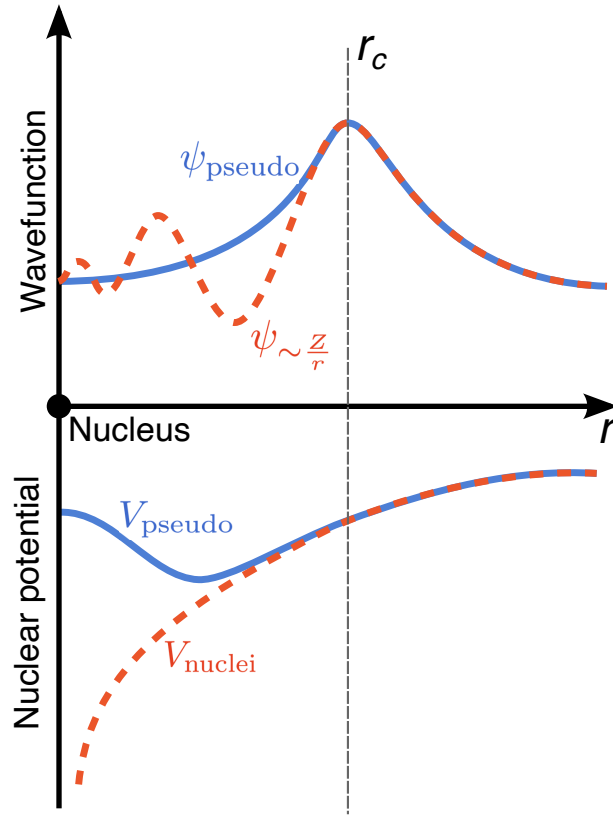 r_c
Wavefunction
ψ_pseudo
ψ_∼Z/r
Nucleus
r
Nuclear potential
V_pseudo
V_nuclei